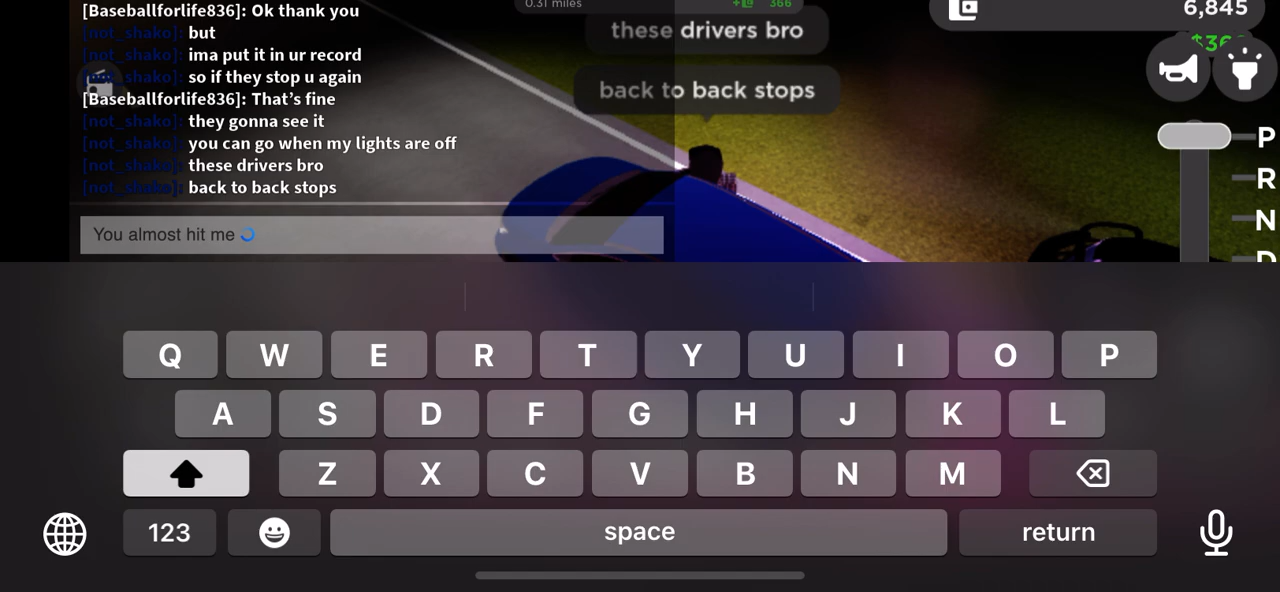 [Baseballforlife836]: Ok thank you
[not_shako]: but
[not_shako]: ima put it in ur record
[not_shako]: so if they stop u again
[Baseballforlife836]: That’s fine
[not_shako]: they gonna see it
[not_shako]: you can go when my lights are off
[not_shako]: these drivers bro
[not_shako]: back to back stops
You almost hit me
0.31 miles
366
these drivers bro
back to back stops
6,845
P
R
N
D
Q W E R T Y U I O P
A S D F G H J K L
Z X C V B N M
123 space return